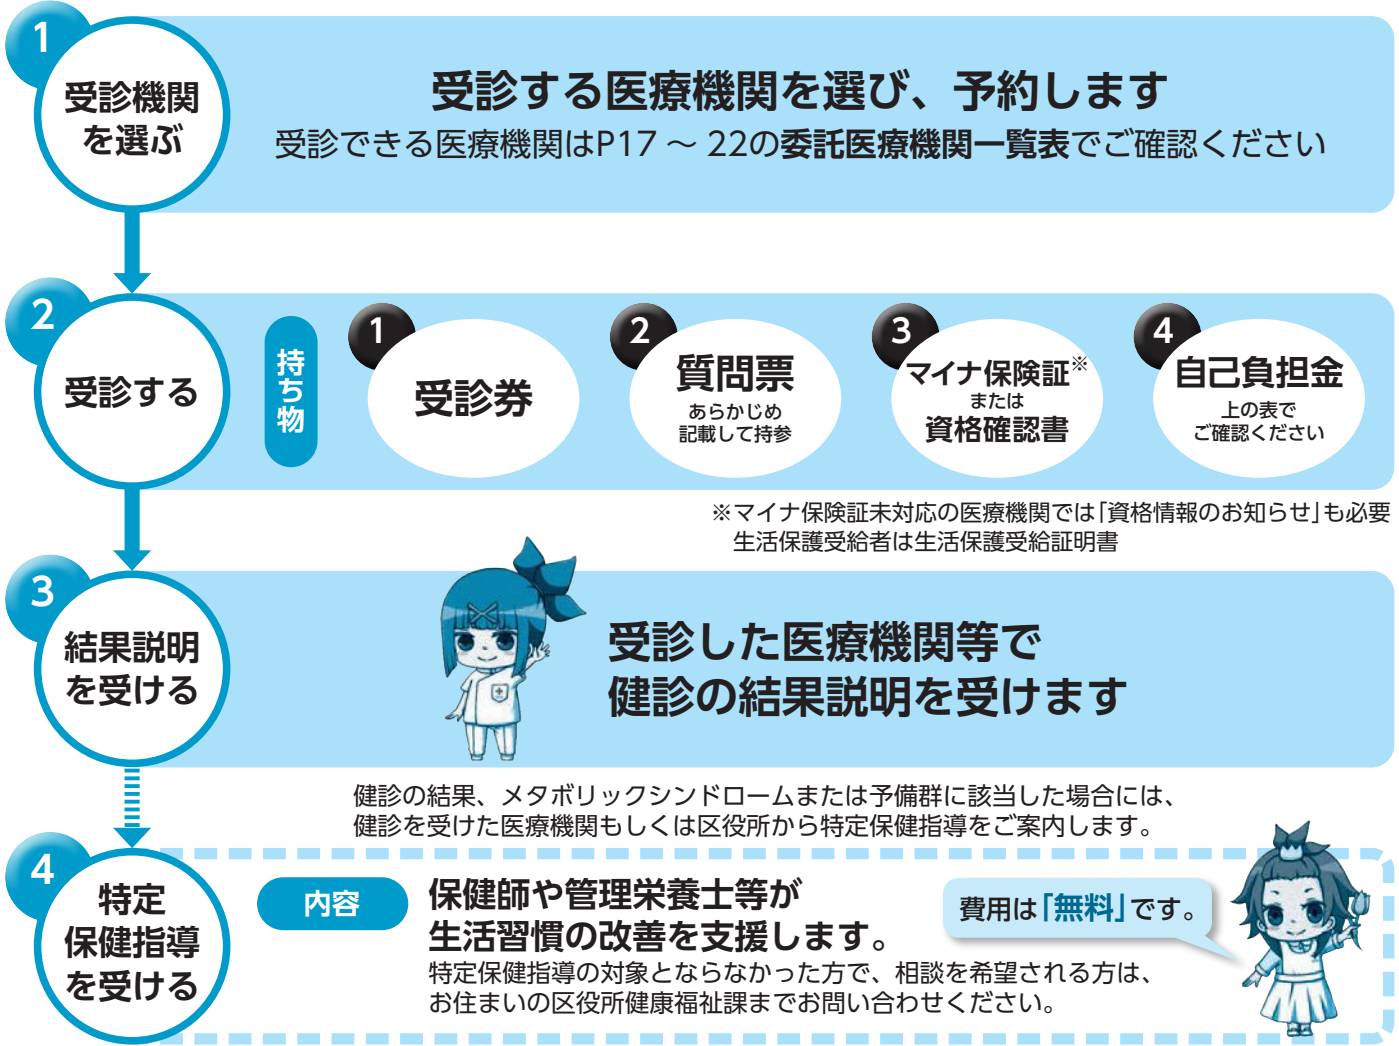 1
受診機関
を選ぶ
受診する医療機関を選び、予約します
受診できる医療機関はP17 ～ 22の委託医療機関一覧表でご確認ください
2
受診する
持ち物
1
受診券
2
質問票
あらかじめ
記載して持参
3
マイナ保険証※
または
資格確認書
4
自己負担金
上の表で
ご確認ください
※マイナ保険証未対応の医療機関では「資格情報のお知らせ」も必要
生活保護受給者は生活保護受給証明書
3
結果説明
を受ける
受診した医療機関等で
健診の結果説明を受けます
健診の結果、メタボリックシンドロームまたは予備群に該当した場合には、
健診を受けた医療機関もしくは区役所から特定保健指導をご案内します。
4
特定
保健指導
を受ける
内容
保健師や管理栄養士等が
生活習慣の改善を支援します。
特定保健指導の対象とならなかった方で、相談を希望される方は、
お住まいの区役所健康福祉課までお問い合わせください。
費用は「無料」です。